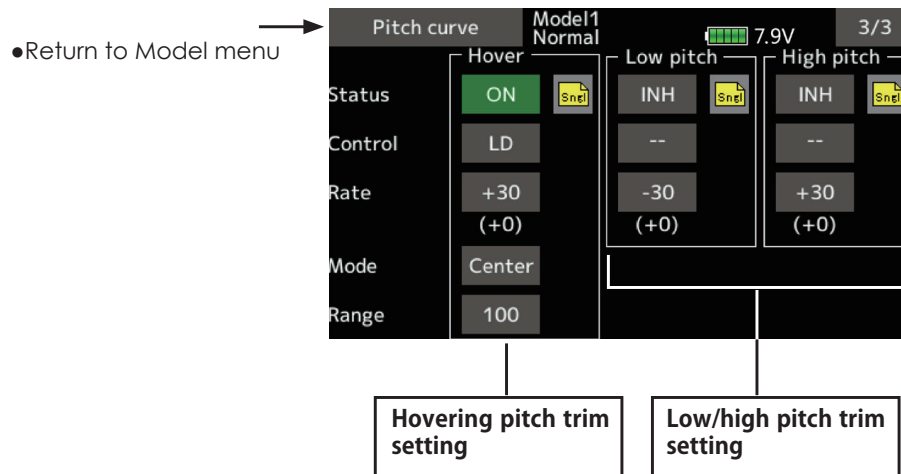 Pitch curve
Model1
Normal
7.9V
3/3
●Return to Model menu
Hover
Low pitch
High pitch
Status ON Sngl INH Sngl INH Sngl
Control LD -- --
Rate +30 -30 +30
(+0) (+0) (+0)
Mode Center
Range 100
Hovering pitch trim
setting
Low/high pitch trim
setting